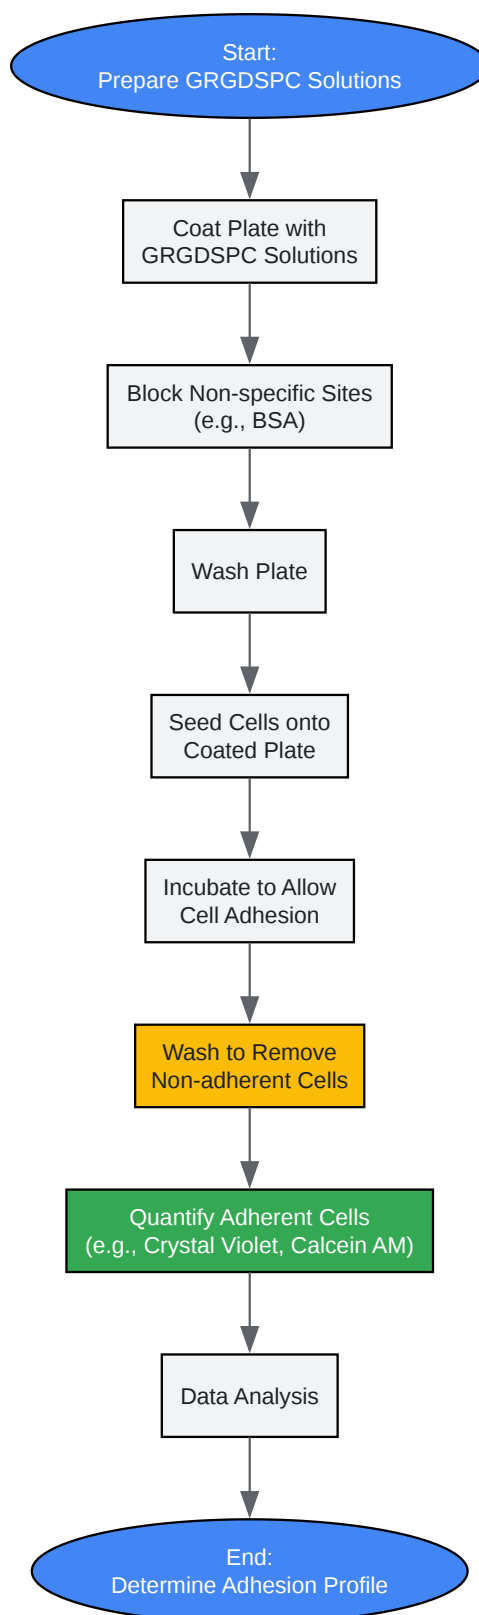 Start:
Prepare GRGDSPC Solutions
Coat Plate with
GRGDSPC Solutions
Block Non-specific Sites
(e.g., BSA)
Wash Plate
Seed Cells onto
Coated Plate
Incubate to Allow
Cell Adhesion
Wash to Remove
Non-adherent Cells
Quantify Adherent Cells
(e.g., Crystal Violet, Calcein AM)
Data Analysis
End:
Determine Adhesion Profile